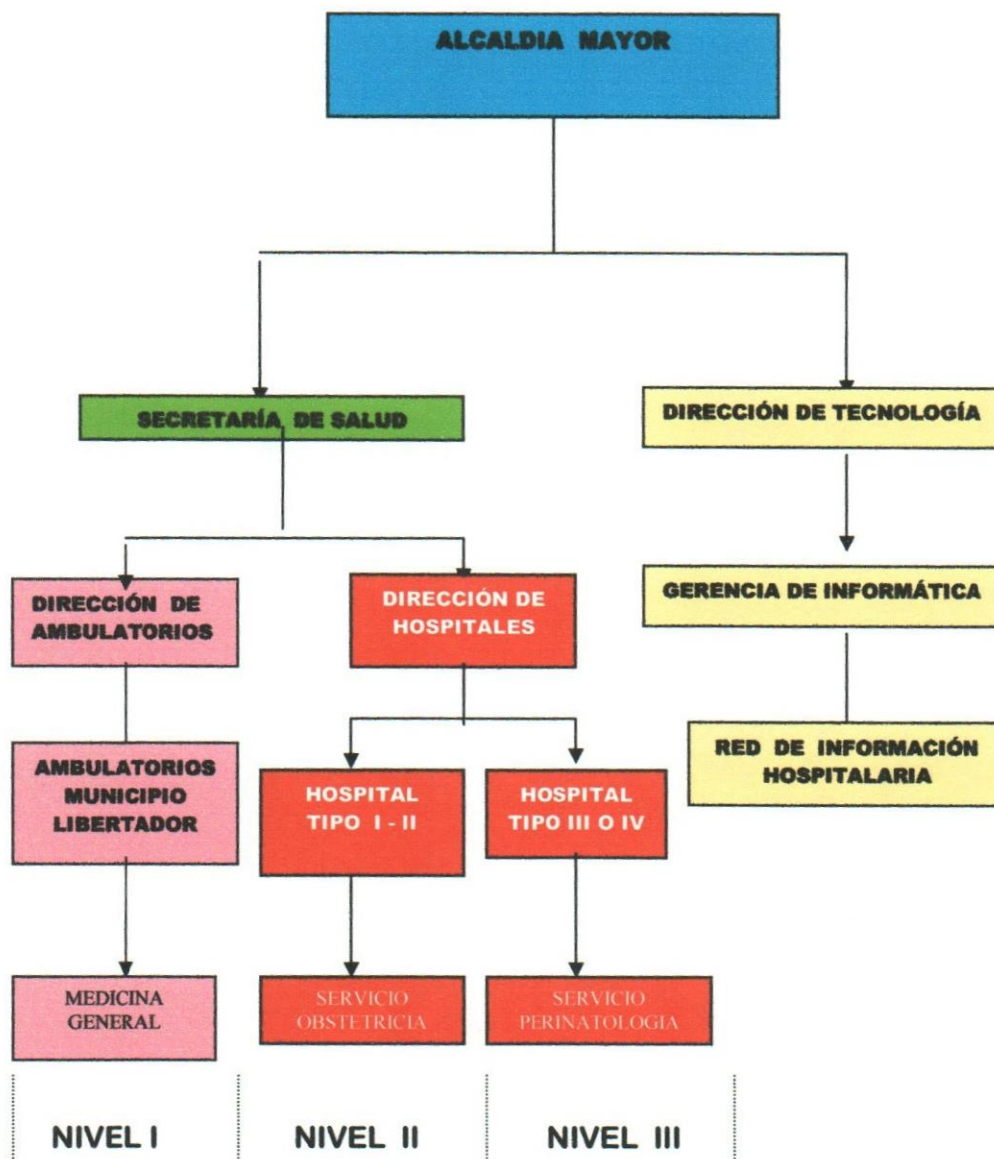 ALCALDIA MAYOR
SECRETARÍA DE SALUD
DIRECCIÓN DE TECNOLOGÍA
DIRECCIÓN DE
AMBULATORIOS
DIRECCIÓN DE
HOSPITALES
GERENCIA DE INFORMÁTICA
AMBULATORIOS
MUNICIPIO
LIBERTADOR
HOSPITAL
TIPO I - II
HOSPITAL
TIPO III O IV
RED DE INFORMACIÓN
HOSPITALARIA
MEDICINA
GENERAL
SERVICIO
OBSTETRICIA
SERVICIO
PERINATOLOGIA
NIVEL I
NIVEL II
NIVEL III